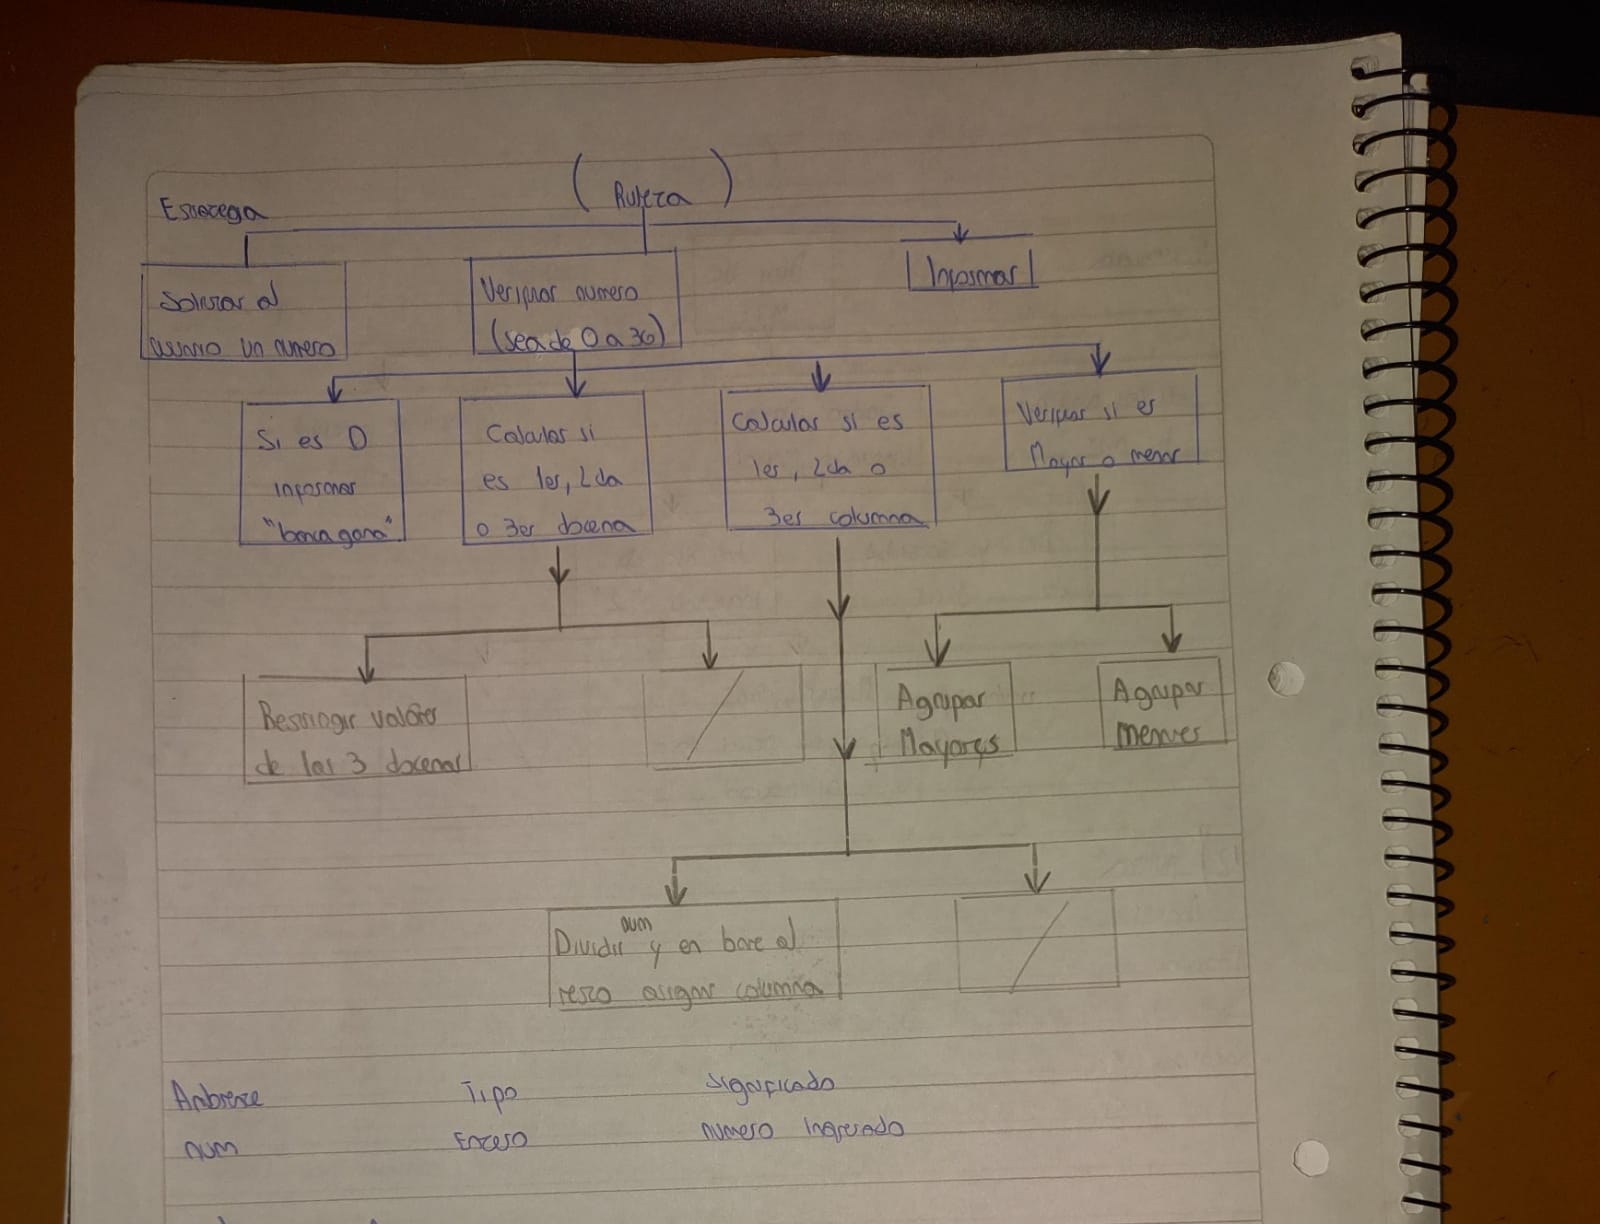 Estratega
( Ruleta )
Solicitar al
usuario un numero
Verificar numero
(sea de 0 a 36)
Informar
Si es 0
informar
"banca gana"
Calcular si
es 1er, 2da
o 3er docena
Calcular si es
1er, 2da o
3er columna
Verificar si es
Mayor o menor
Restringir valores
de las 3 docenas
Agrupar
Mayores
Agrupar
menores
Dividir num y en base al
resto asignar columna
Ambiente Tipo Significado
num Entero numero ingresado